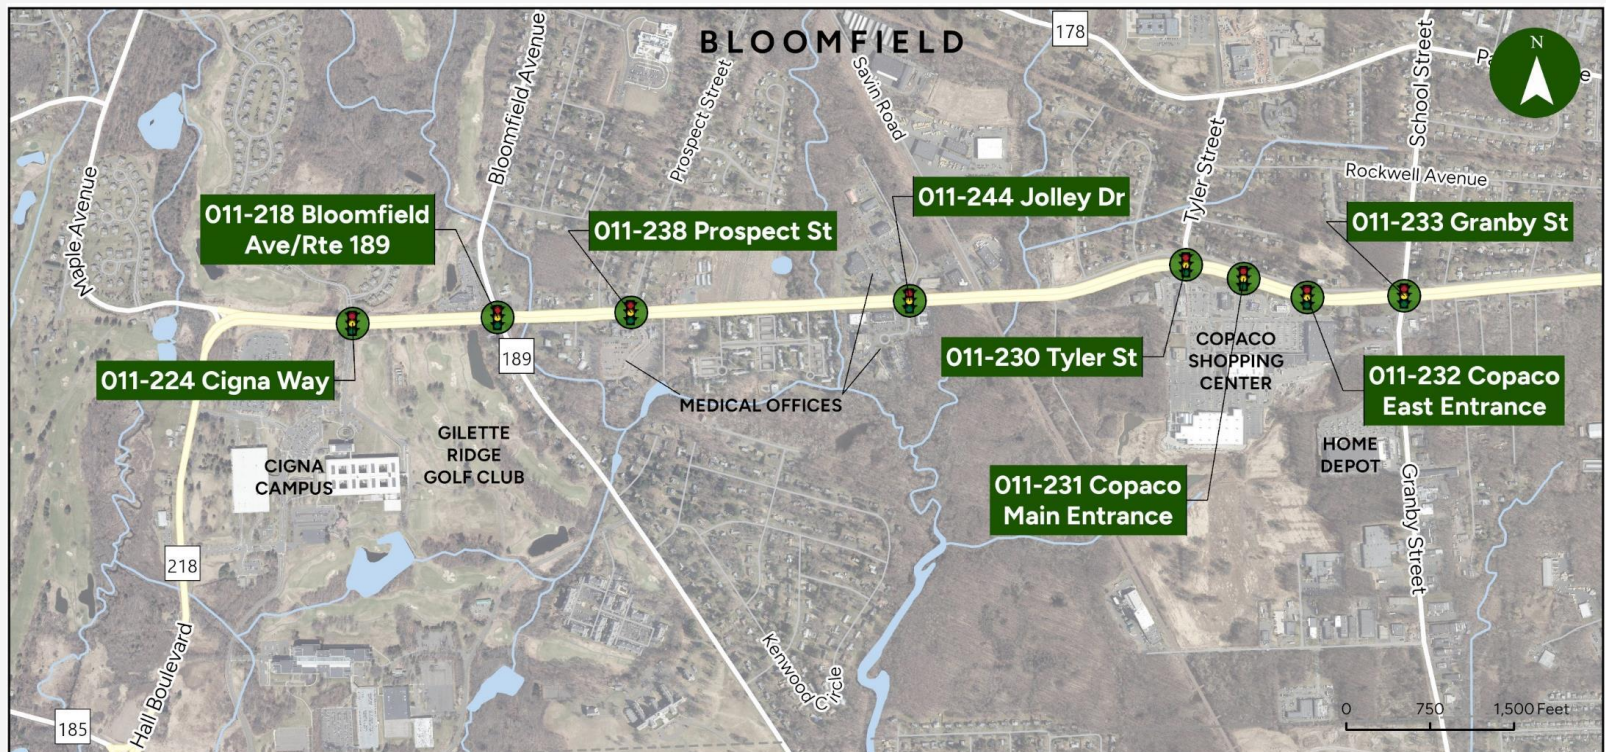 BLOOMFIELD
178
N
Bloomfield Avenue
Prospect Street
Savin Road
School Street
Tyler Street
Rockwell Avenue
Maple Avenue
011-218 Bloomfield
Ave/Rte 189
011-238 Prospect St
011-244 Jolley Dr
011-233 Granby St
011-224 Cigna Way
189
MEDICAL OFFICES
011-230 Tyler St
COPACO
SHOPPING
CENTER
011-232 Copaco
East Entrance
GILETTE
RIDGE
GOLF CLUB
CIGNA
CAMPUS
011-231 Copaco
Main Entrance
HOME
DEPOT
Granby Street
218
Hall Boulevard
Kenwood Circle
185
0 750 1,500 Feet